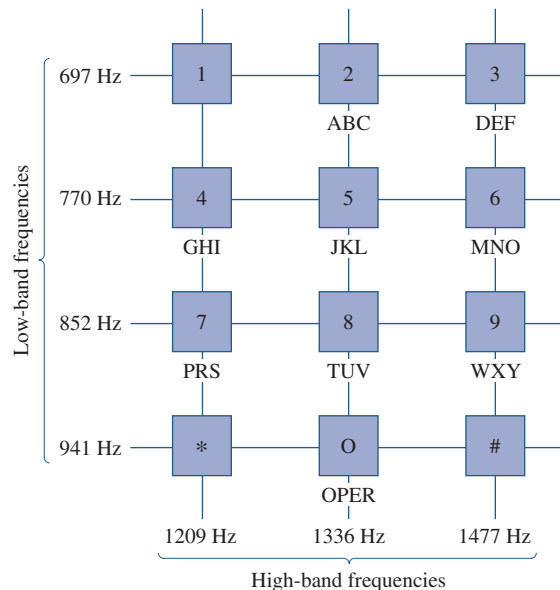 697 Hz 1 2 3
ABC DEF
770 Hz 4 5 6
GHI JKL MNO
Low-band frequencies
852 Hz 7 8 9
PRS TUV WXY
941 Hz * O #
OPER
1209 Hz 1336 Hz 1477 Hz
High-band frequencies